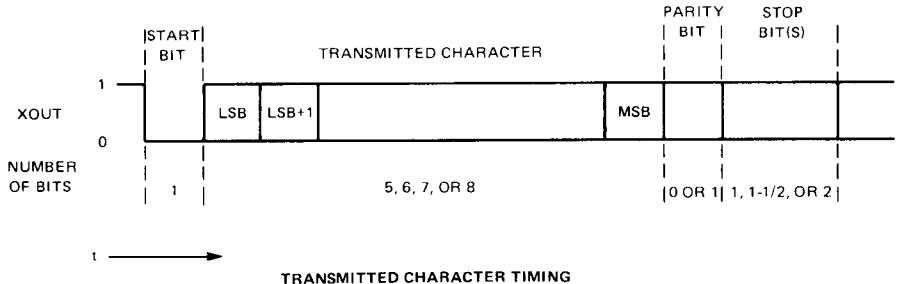 START BIT
TRANSMITTED CHARACTER
PARITY BIT
STOP BIT(S)
1
XOUT
0
LSB
LSB+1
MSB
NUMBER OF BITS
1
5, 6, 7, OR 8
0 OR 1
1, 1-1/2, OR 2
t
TRANSMITTED CHARACTER TIMING